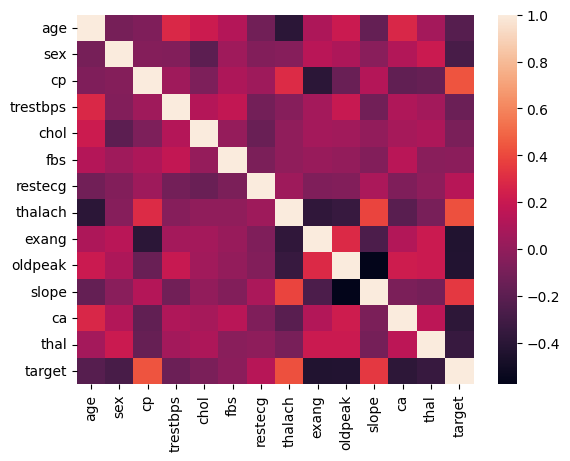 age
sex
cp
trestbps
chol
fbs
restecg
thalach
exang
oldpeak
slope
ca
thal
target
age
sex
cp
trestbps
chol
fbs
restecg
thalach
exang
oldpeak
slope
ca
thal
target
1.0
0.8
0.6
0.4
0.2
0.0
−0.2
−0.4